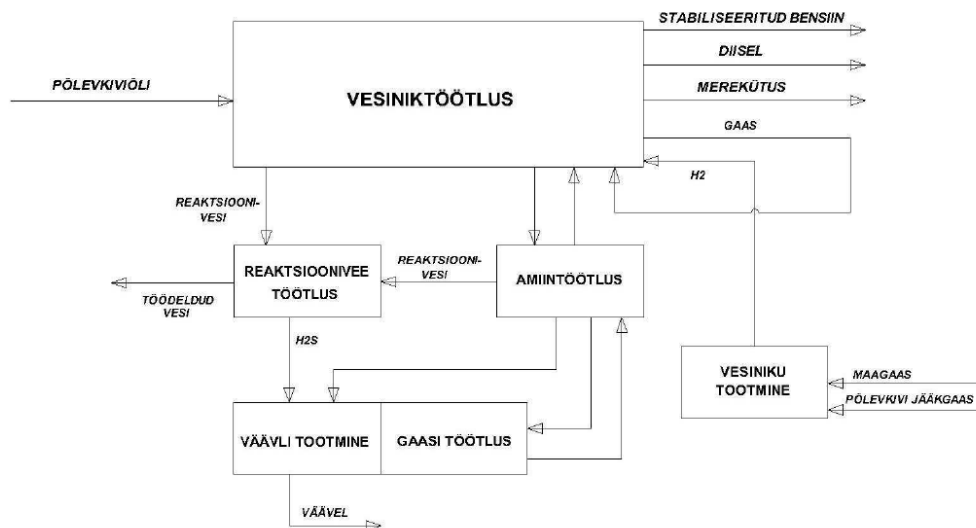 STABILISEERITUD BENSIIN
DIISEL
PÕLEVKIVIÕLI
VESINIKTÖÖTLUS
MEREKÜTUS
GAAS
H2
REAKTSIOONI-
VESI
REAKTSIOONIVEE
TÖÖTLUS
REAKTSIOONI-
VESI
AMIINTÖÖTLUS
TÖÖDELDUD
VESI
H2S
VESINIKU
TOOTMINE
MAAGAAS
PÕLEVKIVI JÄÄKGAAS
VÄÄVLI TOOTMINE
GAASI TÖÖTLUS
VÄÄVEL